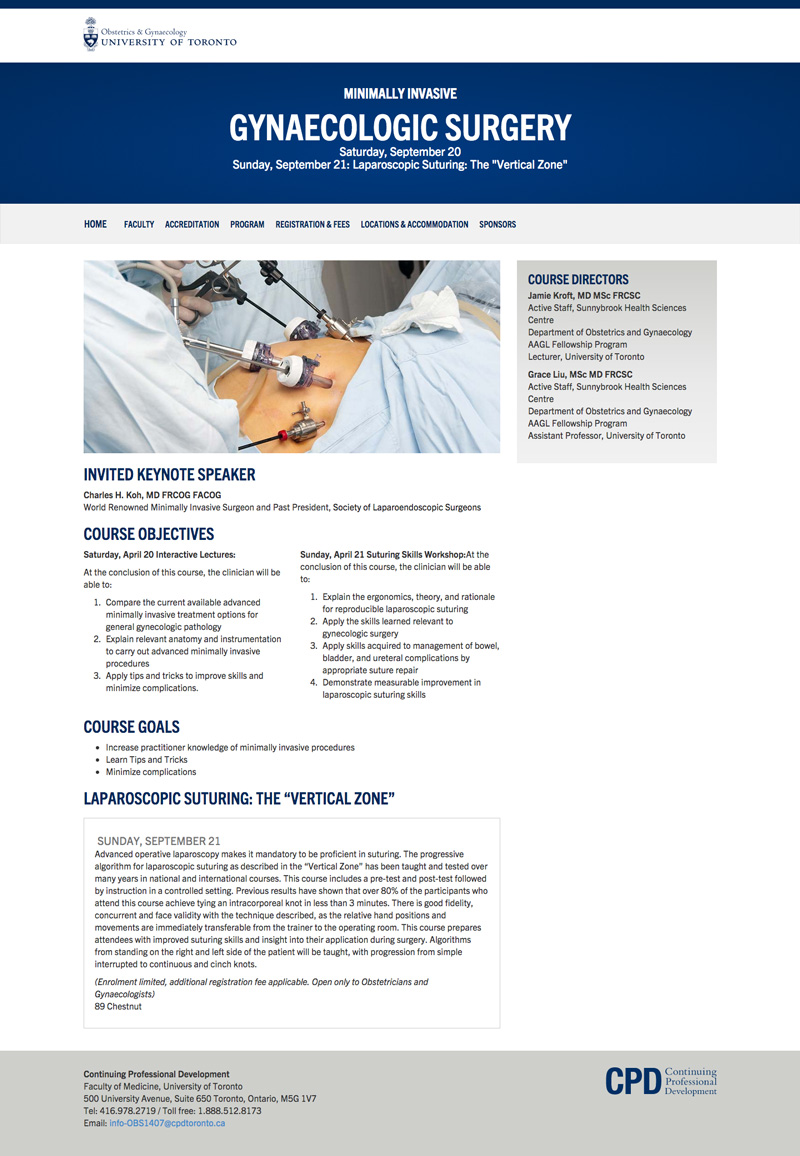 Obstetrics & Gynaecology
UNIVERSITY OF TORONTO
MINIMALLY INVASIVE
GYNAECOLOGIC SURGERY
Saturday, September 20
Sunday, September 21: Laparoscopic Suturing: The "Vertical Zone"
HOME FACULTY ACCREDITATION PROGRAM REGISTRATION & FEES LOCATIONS & ACCOMMODATION SPONSORS
COURSE DIRECTORS
Jamie Kroft, MD MSc FRCSC
Active Staff, Sunnybrook Health Sciences
Centre
Department of Obstetrics and Gynaecology
AAGL Fellowship Program
Lecturer, University of Toronto
Grace Liu, MSc MD FRCSC
Active Staff, Sunnybrook Health Sciences
Centre
Department of Obstetrics and Gynaecology
AAGL Fellowship Program
Assistant Professor, University of Toronto
INVITED KEYNOTE SPEAKER
Charles H. Koh, MD FRCOG FACOG
World Renowned Minimally Invasive Surgeon and Past President, Society of Laparoendoscopic Surgeons
COURSE OBJECTIVES
Saturday, April 20 Interactive Lectures:
At the conclusion of this course, the clinician will be
able to:
1. Compare the current available advanced
minimally invasive treatment options for
general gynecologic pathology
2. Explain relevant anatomy and instrumentation
to carry out advanced minimally invasive
procedures
3. Apply tips and tricks to improve skills and
minimize complications.
Sunday, April 21 Suturing Skills Workshop:At the
conclusion of this course, the clinician will be able
to:
1. Explain the ergonomics, theory, and rationale
for reproducible laparoscopic suturing
2. Apply the skills learned relevant to
gynecologic surgery
3. Apply skills acquired to management of bowel,
bladder, and ureteral complications by
appropriate suture repair
4. Demonstrate measurable improvement in
laparoscopic suturing skills
COURSE GOALS
• Increase practitioner knowledge of minimally invasive procedures
• Learn Tips and Tricks
• Minimize complications
LAPAROSCOPIC SUTURING: THE “VERTICAL ZONE”
SUNDAY, SEPTEMBER 21
Advanced operative laparoscopy makes it mandatory to be proficient in suturing. The progressive
algorithm for laparoscopic suturing as described in the “Vertical Zone” has been taught and tested over
many years in national and international courses. This course includes a pre-test and post-test followed
by instruction in a controlled setting. Previous results have shown that over 80% of the participants who
attend this course achieve tying an intracorporeal knot in less than 3 minutes. There is good fidelity,
concurrent and face validity with the technique described, as the relative hand positions and
movements are immediately transferable from the trainer to the operating room. This course prepares
attendees with improved suturing skills and insight into their application during surgery. Algorithms
from standing on the right and left side of the patient will be taught, with progression from simple
interrupted to continuous and cinch knots.
(Enrolment limited, additional registration fee applicable. Open only to Obstetricians and
Gynaecologists)
89 Chestnut
Continuing Professional Development
Faculty of Medicine, University of Toronto
500 University Avenue, Suite 650 Toronto, Ontario, M5G 1V7
Tel: 416.978.2719 / Toll free: 1.888.512.8173
Email: info-OBS1407@cpdtoronto.ca
CPD Continuing
Professional
Development